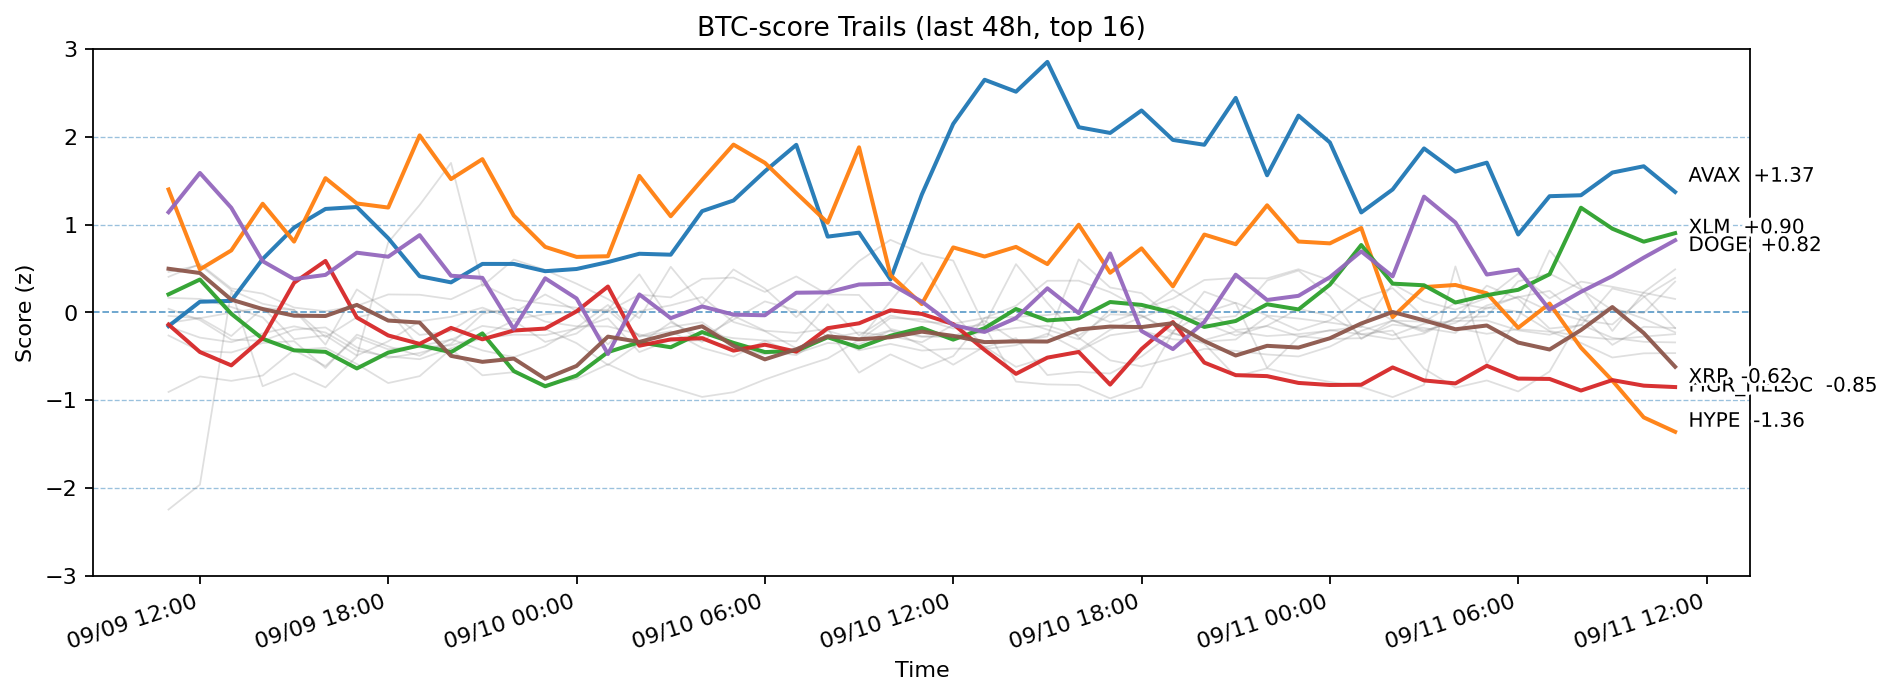 BTC-score Trails (last 48h, top 16)
3
2
1
0
−1
−2
−3
Score (z)
AVAX +1.37
XLM +0.90
DOGE +0.82
XRP -0.62
-0.85
HYPE -1.36
09/09 12:00
09/09 18:00
09/10 00:00
09/10 06:00
09/10 12:00
09/10 18:00
09/11 00:00
09/11 06:00
09/11 12:00
Time